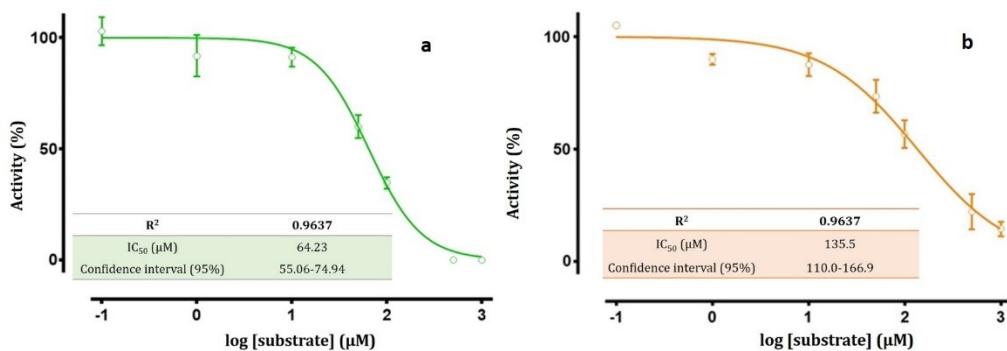 a
100
50
0
Activity (%)
R² 0.9637
IC₅₀ (µM) 64.23
Confidence interval (95%) 55.06-74.94
-1 0 1 2 3
log [substrate] (µM)
b
100
50
0
Activity (%)
R² 0.9637
IC₅₀ (µM) 135.5
Confidence interval (95%) 110.0-166.9
-1 0 1 2 3
log [substrate] (µM)